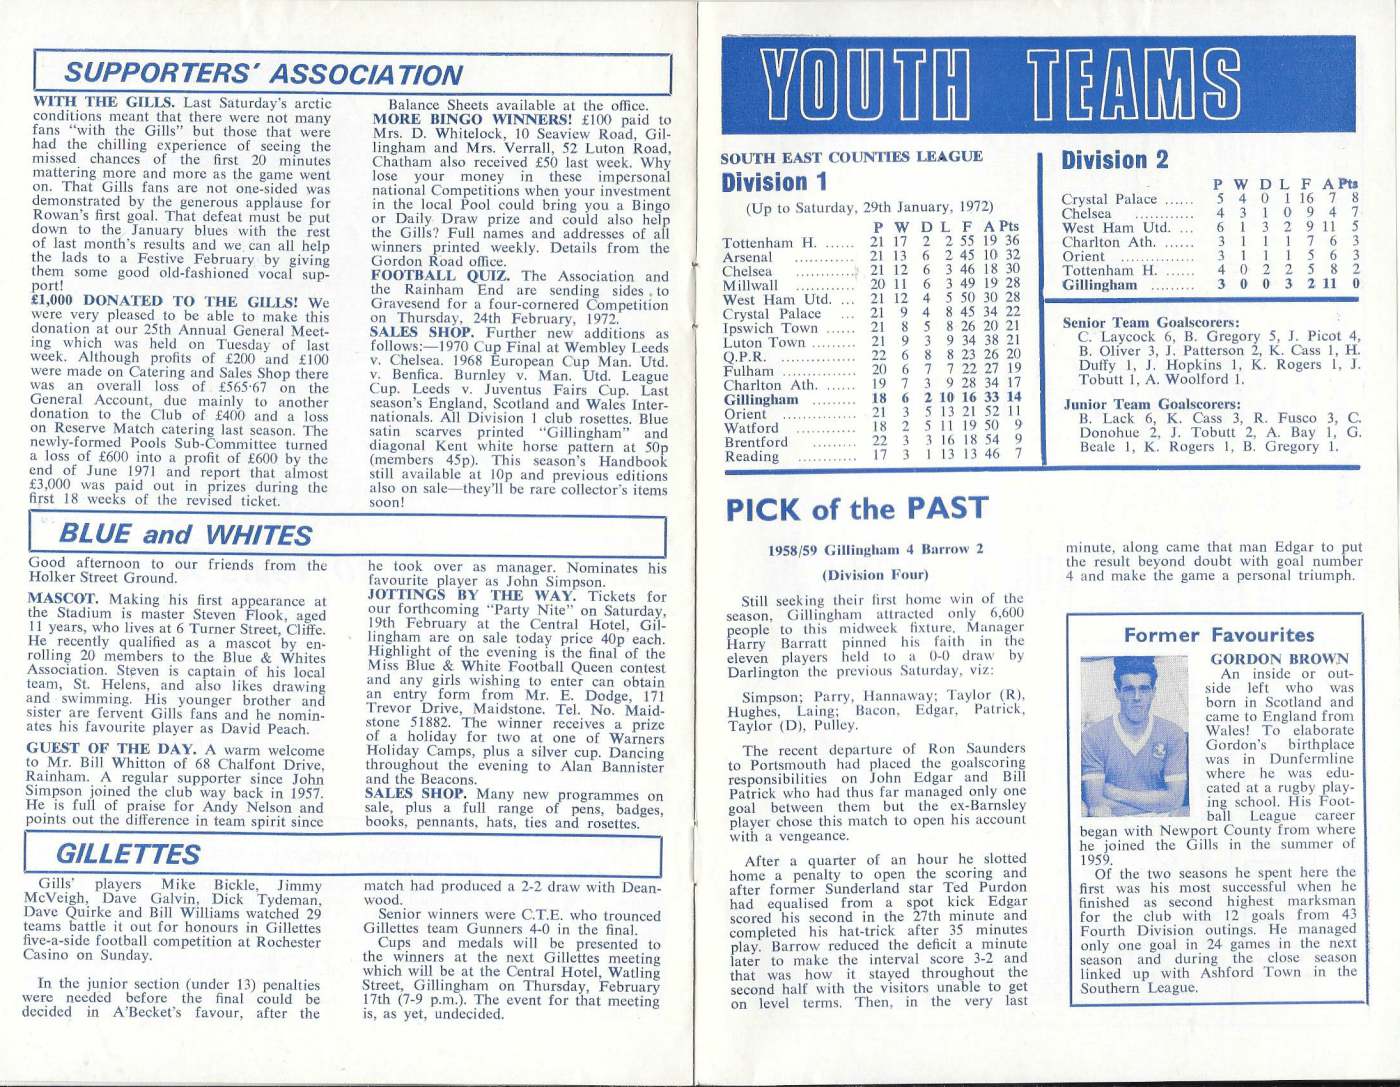 SUPPORTERS' ASSOCIATION
WITH THE GILLS. Last Saturday's arctic
conditions meant that there were not many
fans "with the Gills" but those that were
had the chilling experience of seeing the
missed chances of the first 20 minutes
mattering more and more as the game went
on. That Gills fans are not one-sided was
demonstrated by the generous applause for
Rowan's first goal. That defeat must be put
down to the January blues with the rest
of last month's results and we can all help
the lads to a Festive February by giving
them some good old-fashioned vocal sup-
port!
£1,000 DONATED TO THE GILLS! We
were very pleased to be able to make this
donation at our 25th Annual General Meet-
ing which was held on Tuesday of last
week. Although profits of £200 and £100
were made on Catering and Sales Shop there
was an overall loss of £565·67 on the
General Account, due mainly to another
donation to the Club of £400 and a loss
on Reserve Match catering last season. The
newly-formed Pools Sub-Committee turned
a loss of £600 into a profit of £600 by the
end of June 1971 and report that almost
£3,000 was paid out in prizes during the
first 18 weeks of the revised ticket.
Balance Sheets available at the office.
MORE BINGO WINNERS! £100 paid to
Mrs. D. Whitelock, 10 Seaview Road, Gil-
lingham and Mrs. Verrall, 52 Luton Road,
Chatham also received £50 last week. Why
lose your money in these impersonal
national Competitions when your investment
in the local Pool could bring you a Bingo
or Daily Draw prize and could also help
the Gills? Full names and addresses of all
winners printed weekly. Details from the
Gordon Road office.
FOOTBALL QUIZ. The Association and
the Rainham End are sending sides to
Gravesend for a four-cornered Competition
on Thursday, 24th February, 1972.
SALES SHOP. Further new additions as
follows:—1970 Cup Final at Wembley Leeds
v. Chelsea. 1968 European Cup Man. Utd.
v. Benfica. Burnley v. Man. Utd. League
Cup. Leeds v. Juventus Fairs Cup. Last
season's England, Scotland and Wales Inter-
nationals. All Division 1 club rosettes. Blue
satin scarves printed "Gillingham" and
diagonal Kent white horse pattern at 50p
(members 45p). This season's Handbook
still available at 10p and previous editions
also on sale—they'll be rare collector's items
soon!
BLUE and WHITES
Good afternoon to our friends from the
Holker Street Ground.
MASCOT. Making his first appearance at
the Stadium is master Steven Flook, aged
11 years, who lives at 6 Turner Street, Cliffe.
He recently qualified as a mascot by en-
rolling 20 members to the Blue & Whites
Association. Steven is captain of his local
team, St. Helens, and also likes drawing
and swimming. His younger brother and
sister are fervent Gills fans and he nomin-
ates his favourite player as David Peach.
GUEST OF THE DAY. A warm welcome
to Mr. Bill Whitton of 68 Chalfont Drive,
Rainham. A regular supporter since John
Simpson joined the club way back in 1957.
He is full of praise for Andy Nelson and
points out the difference in team spirit since
he took over as manager. Nominates his
favourite player as John Simpson.
JOTTINGS BY THE WAY. Tickets for
our forthcoming "Party Nite" on Saturday,
19th February at the Central Hotel, Gil-
lingham are on sale today price 40p each.
Highlight of the evening is the final of the
Miss Blue & White Football Queen contest
and any girls wishing to enter can obtain
an entry form from Mr. E. Dodge, 171
Trevor Drive, Maidstone. Tel. No. Maid-
stone 51882. The winner receives a prize
of a holiday for two at one of Warners
Holiday Camps, plus a silver cup. Dancing
throughout the evening to Alan Bannister
and the Beacons.
SALES SHOP. Many new programmes on
sale, plus a full range of pens, badges,
books, pennants, hats, ties and rosettes.
GILLETTES
Gills' players Mike Bickle, Jimmy
McVeigh, Dave Galvin, Dick Tydeman,
Dave Quirke and Bill Williams watched 29
teams battle it out for honours in Gillettes
five-a-side football competition at Rochester
Casino on Sunday.
In the junior section (under 13) penalties
were needed before the final could be
decided in A'Becket's favour, after the
match had produced a 2-2 draw with Dean-
wood.
Senior winners were C.T.E. who trounced
Gillettes team Gunners 4-0 in the final.
Cups and medals will be presented to
the winners at the next Gillettes meeting
which will be at the Central Hotel, Watling
Street, Gillingham on Thursday, February
17th (7-9 p.m.). The event for that meeting
is, as yet, undecided.
YOUTH TEAMS
SOUTH EAST COUNTIES LEAGUE
Division 1
(Up to Saturday, 29th January, 1972)
P W D L F A Pts
Tottenham H. ...... 21 17 2 2 55 19 36
Arsenal ............ 21 13 6 2 45 10 32
Chelsea ............ 21 12 6 3 46 18 30
Millwall ............ 20 11 6 3 49 19 28
West Ham Utd. ... 21 12 4 5 50 30 28
Crystal Palace ... 21 9 4 8 45 34 22
Ipswich Town ...... 21 8 5 8 26 20 21
Luton Town ......... 21 9 3 9 34 38 21
Q.P.R. ............... 22 6 8 8 23 26 20
Fulham ............... 20 6 7 7 22 27 19
Charlton Ath. ...... 19 7 3 9 28 34 17
Gillingham ......... 18 6 2 10 16 33 14
Orient ............... 21 3 5 13 21 52 11
Watford ............ 18 2 5 11 19 50 9
Brentford ......... 22 3 3 16 18 54 9
Reading ............ 17 3 1 13 13 46 7
Division 2
P W D L F A Pts
Crystal Palace ...... 5 4 0 1 16 7 8
Chelsea ............ 4 3 1 0 9 4 7
West Ham Utd. ... 6 1 3 2 9 11 5
Charlton Ath. ...... 3 1 1 1 7 6 3
Orient ............... 3 1 1 1 5 6 3
Tottenham H. ...... 4 0 2 2 5 8 2
Gillingham ......... 3 0 0 3 2 11 0
Senior Team Goalscorers:
C. Laycock 6, B. Gregory 5, J. Picot 4,
B. Oliver 3, J. Patterson 2, K. Cass 1, H.
Duffy 1, J. Hopkins 1, K. Rogers 1, J.
Tobutt 1, A. Woolford 1.
Junior Team Goalscorers:
B. Lack 6, K. Cass 3, R. Fusco 3, C.
Donohue 2, J. Tobutt 2, A. Bay 1, G.
Beale 1, K. Rogers 1, B. Gregory 1.
PICK of the PAST
1958/59 Gillingham 4 Barrow 2
(Division Four)
Still seeking their first home win of the
season, Gillingham attracted only 6,600
people to this midweek fixture. Manager
Harry Barratt pinned his faith in the
eleven players held to a 0-0 draw by
Darlington the previous Saturday, viz:
Simpson; Parry, Hannaway; Taylor (R),
Hughes, Laing; Bacon, Edgar, Patrick,
Taylor (D), Pulley.
The recent departure of Ron Saunders
to Portsmouth had placed the goalscoring
responsibilities on John Edgar and Bill
Patrick who had thus far managed only one
goal between them but the ex-Barnsley
player chose this match to open his account
with a vengeance.
After a quarter of an hour he slotted
home a penalty to open the scoring and
after former Sunderland star Ted Purdon
had equalised from a spot kick Edgar
scored his second in the 27th minute and
completed his hat-trick after 35 minutes
play. Barrow reduced the deficit a minute
later to make the interval score 3-2 and
that was how it stayed throughout the
second half with the visitors unable to get
on level terms. Then, in the very last
minute, along came that man Edgar to put
the result beyond doubt with goal number
4 and make the game a personal triumph.
Former Favourites
GORDON BROWN
An inside or out-
side left who was
born in Scotland and
came to England from
Wales! To elaborate
Gordon's birthplace
was in Dunfermline
where he was edu-
cated at a rugby play-
ing school. His Foot-
ball League career
began with Newport County from where
he joined the Gills in the summer of
1959.
Of the two seasons he spent here the
first was his most successful when he
finished as second highest marksman
for the club with 12 goals from 43
Fourth Division outings. He managed
only one goal in 24 games in the next
season and during the close season
linked up with Ashford Town in the
Southern League.